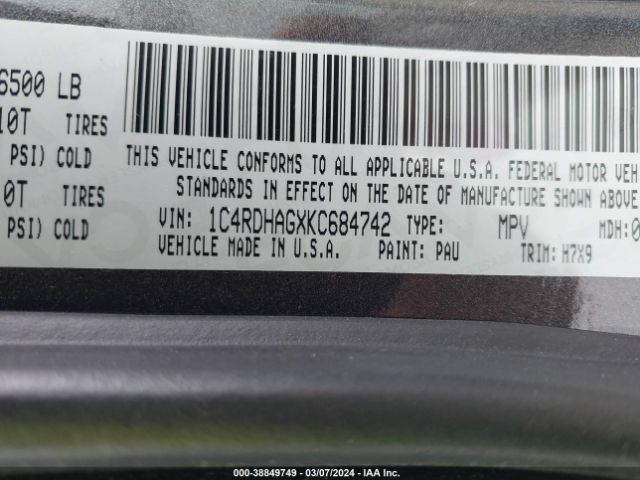 6500 LB
10T TIRES
PSI) COLD
THIS VEHICLE CONFORMS TO ALL APPLICABLE U.S.A. FEDERAL MOTOR VEH
0T TIRES
STANDARDS IN EFFECT ON THE DATE OF MANUFACTURE SHOWN ABOVE
PSI) COLD
VIN: 1C4RDHAGXKC684742 TYPE: MPV MDH:0
VEHICLE MADE IN U.S.A. PAINT: PAU TRIM: H7X9
000-38849749 - 03/07/2024 - IAA Inc.